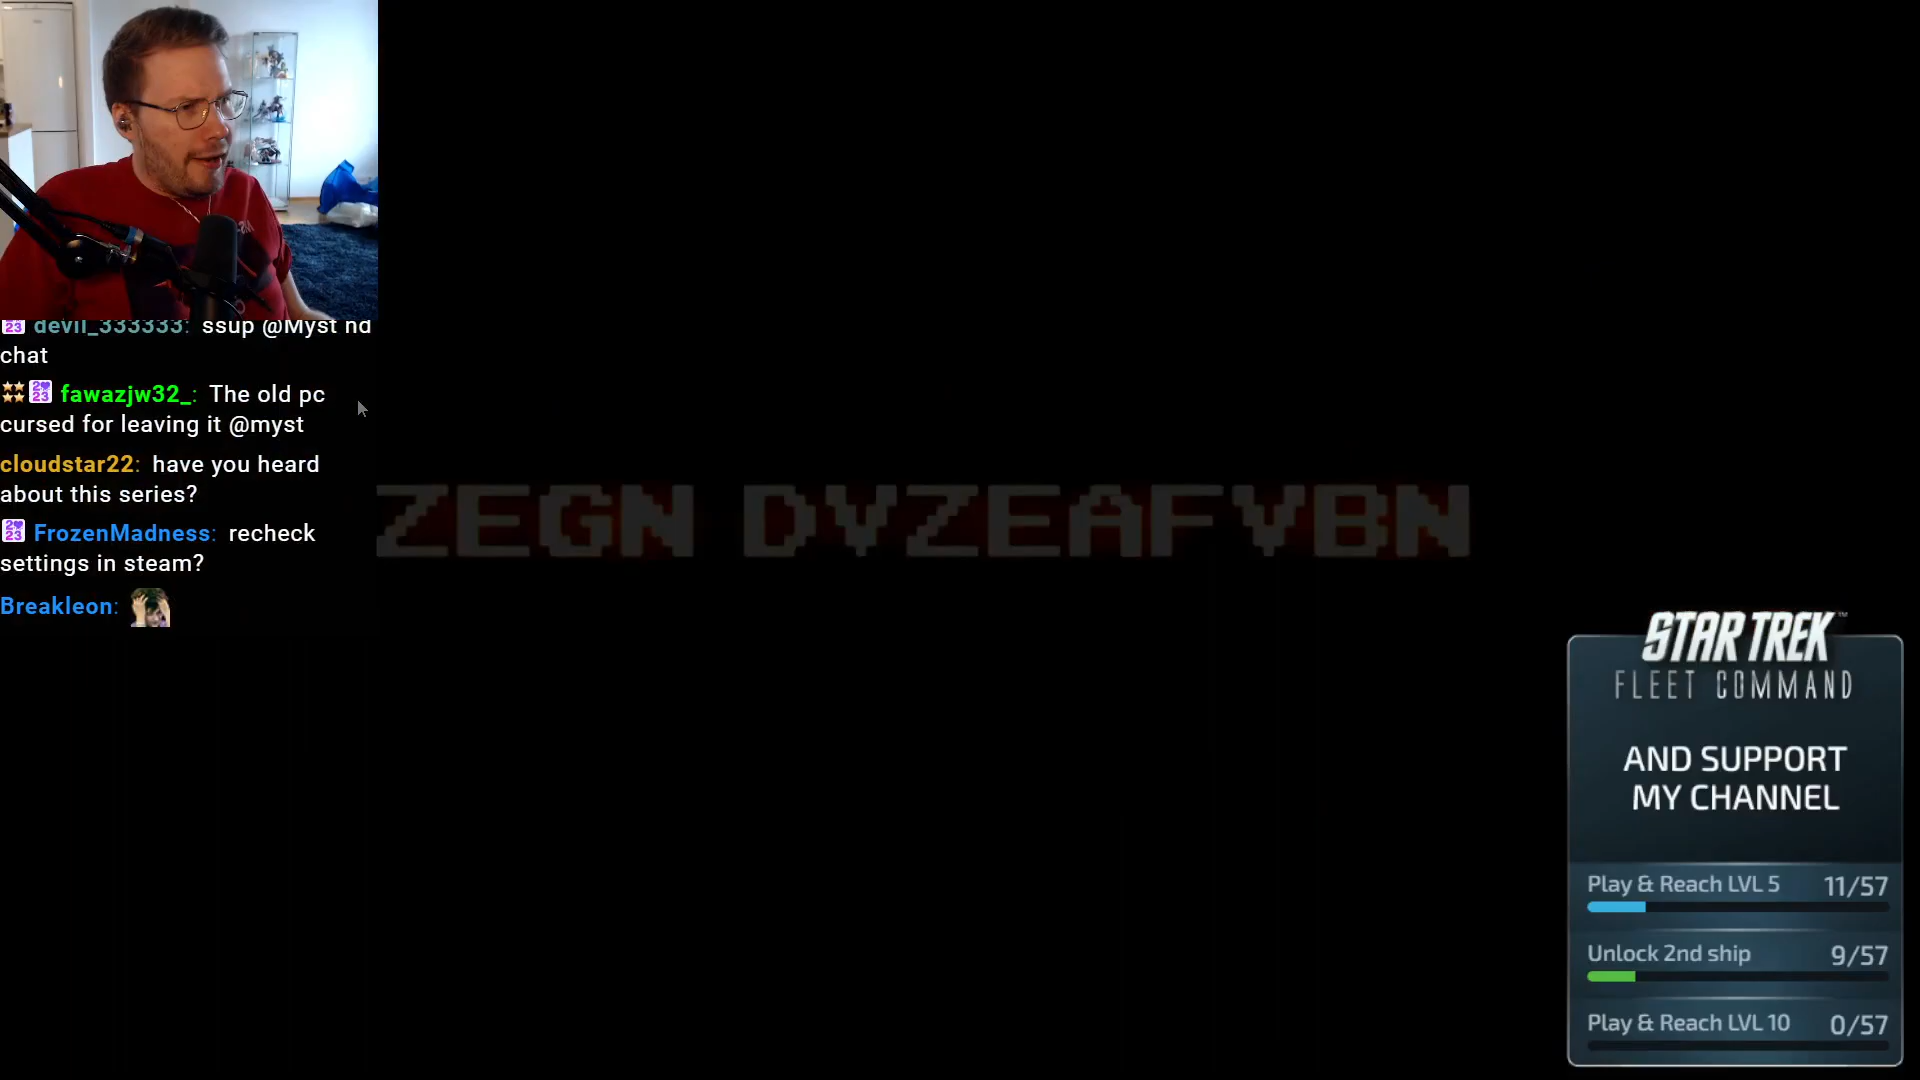 devil_333333: ssup @Myst nd
chat
fawazjw32_: The old pc
cursed for leaving it @myst
cloudstar22: have you heard
about this series?
FrozenMadness: recheck
settings in steam?
Breakleon:
ZEGN DVZEAFVBN
STAR TREK™
FLEET COMMAND
AND SUPPORT
MY CHANNEL
Play & Reach LVL 5 11/57
Unlock 2nd ship 9/57
Play & Reach LVL 10 0/57